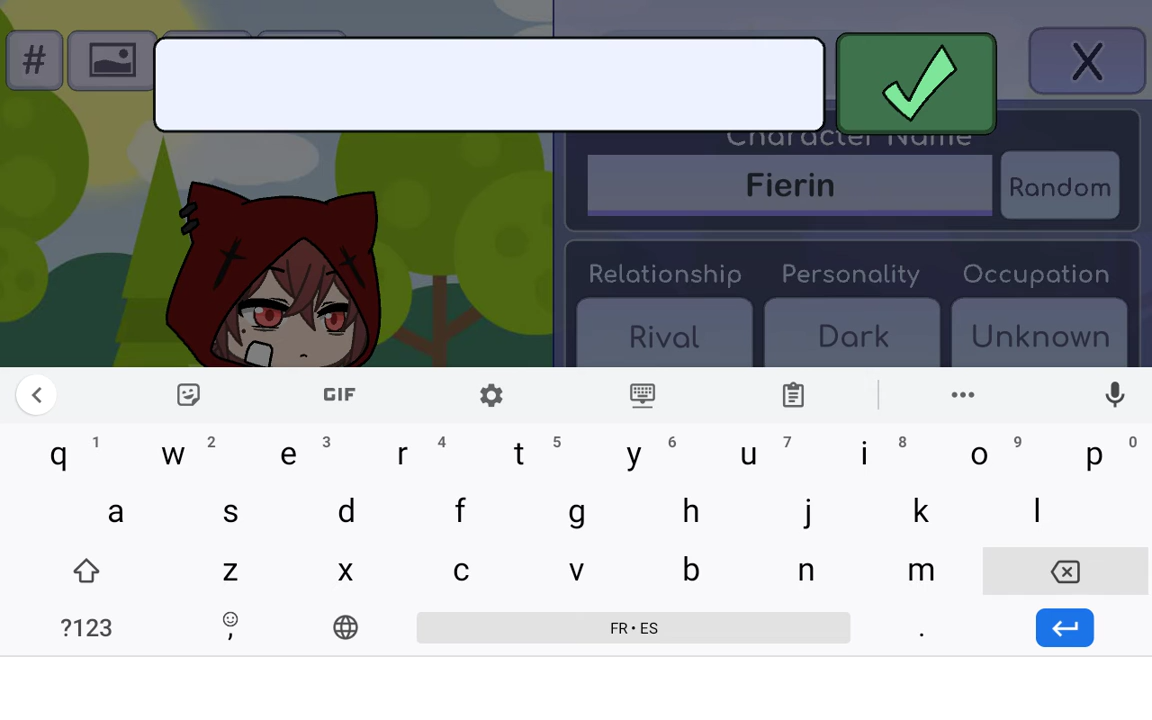 #
X
Character Name
Fierin
Random
Relationship Personality Occupation
Rival Dark Unknown
GIF
q 1 w 2 e 3 r 4 t 5 y 6 u 7 i 8 o 9 p 0
a s d f g h j k l
z x c v b n m
?123 , FR • ES .